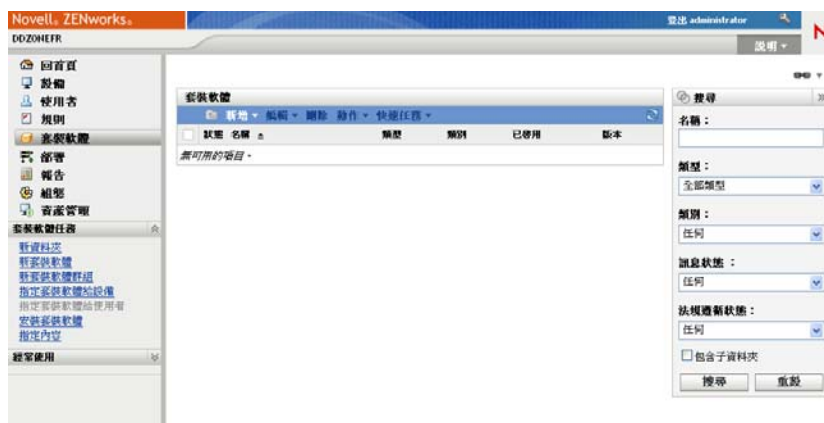 Novell® ZENworks®
登出 administrator
DDZONEFR
說明
回首頁
設備
使用者
規則
套裝軟體
部署
報告
組態
資產管理
套裝軟體任務
新資料夾
新套裝軟體
新套裝軟體群組
指定套裝軟體給設備
指定套裝軟體給使用者
安裝套裝軟體
指定內容
經常使用
套裝軟體
新增 編輯 刪除 動作 快速任務
狀態 名稱 類型 類別 已啟用 版本
無可用的項目。
搜尋
名稱：
類型：
全部類型
類別：
任何
訊息狀態：
任何
法規遵循狀態：
任何
包含子資料夾
搜尋 重設